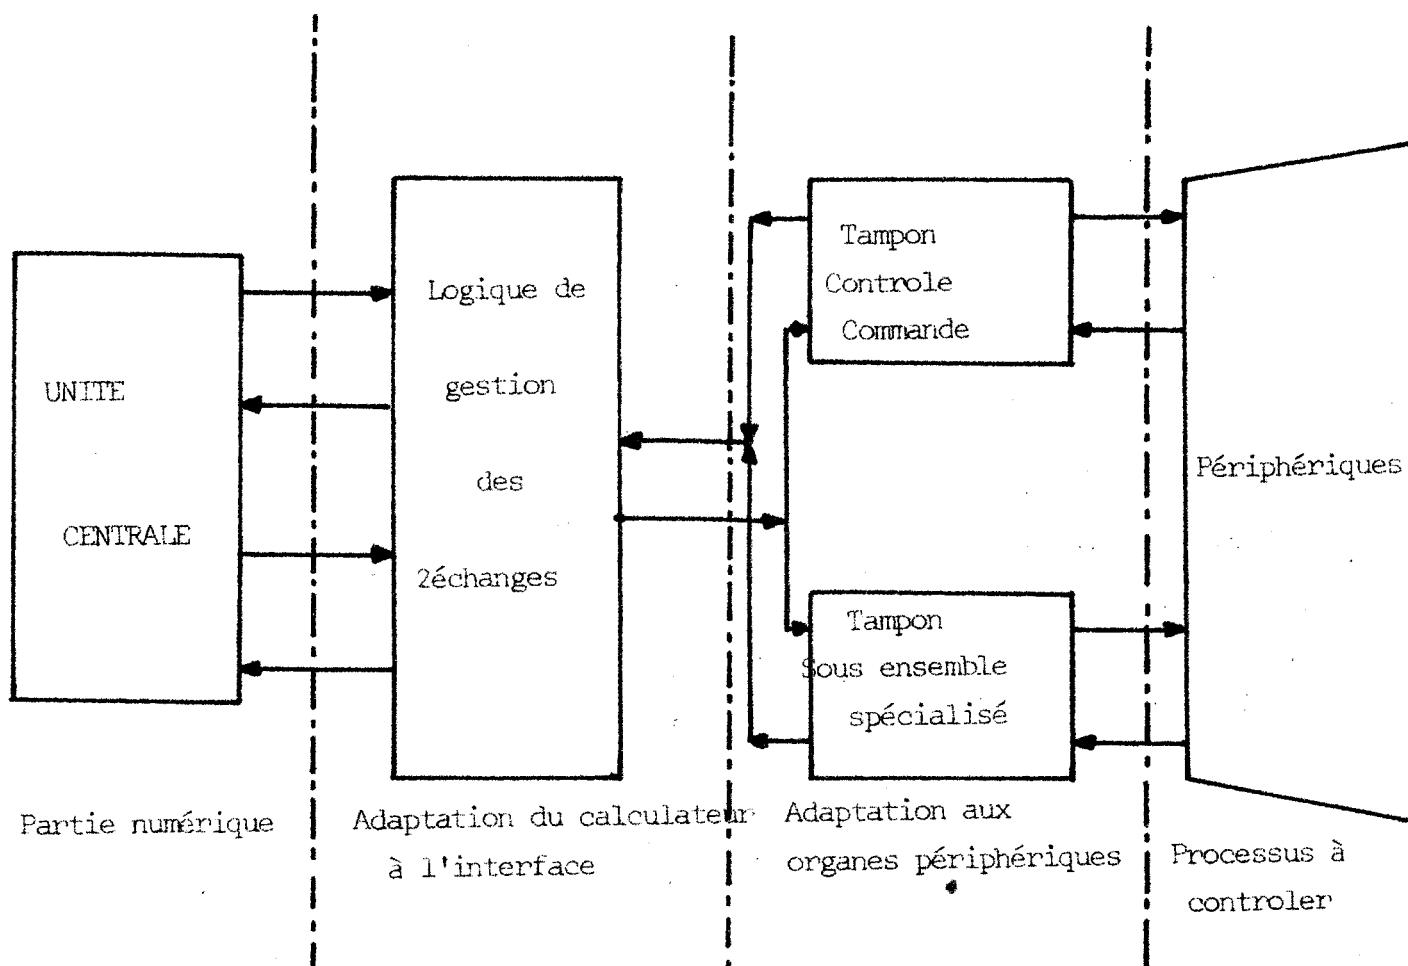 UNITE
CENTRALE
Logique de
gestion
des
2échanges
Tampon
Controle
Commande
Tampon
Sous ensemble
spécialisé
Périphériques
Partie numérique
Adaptation du calculateur
à l'interface
Adaptation aux
organes périphériques
Processus à
controler